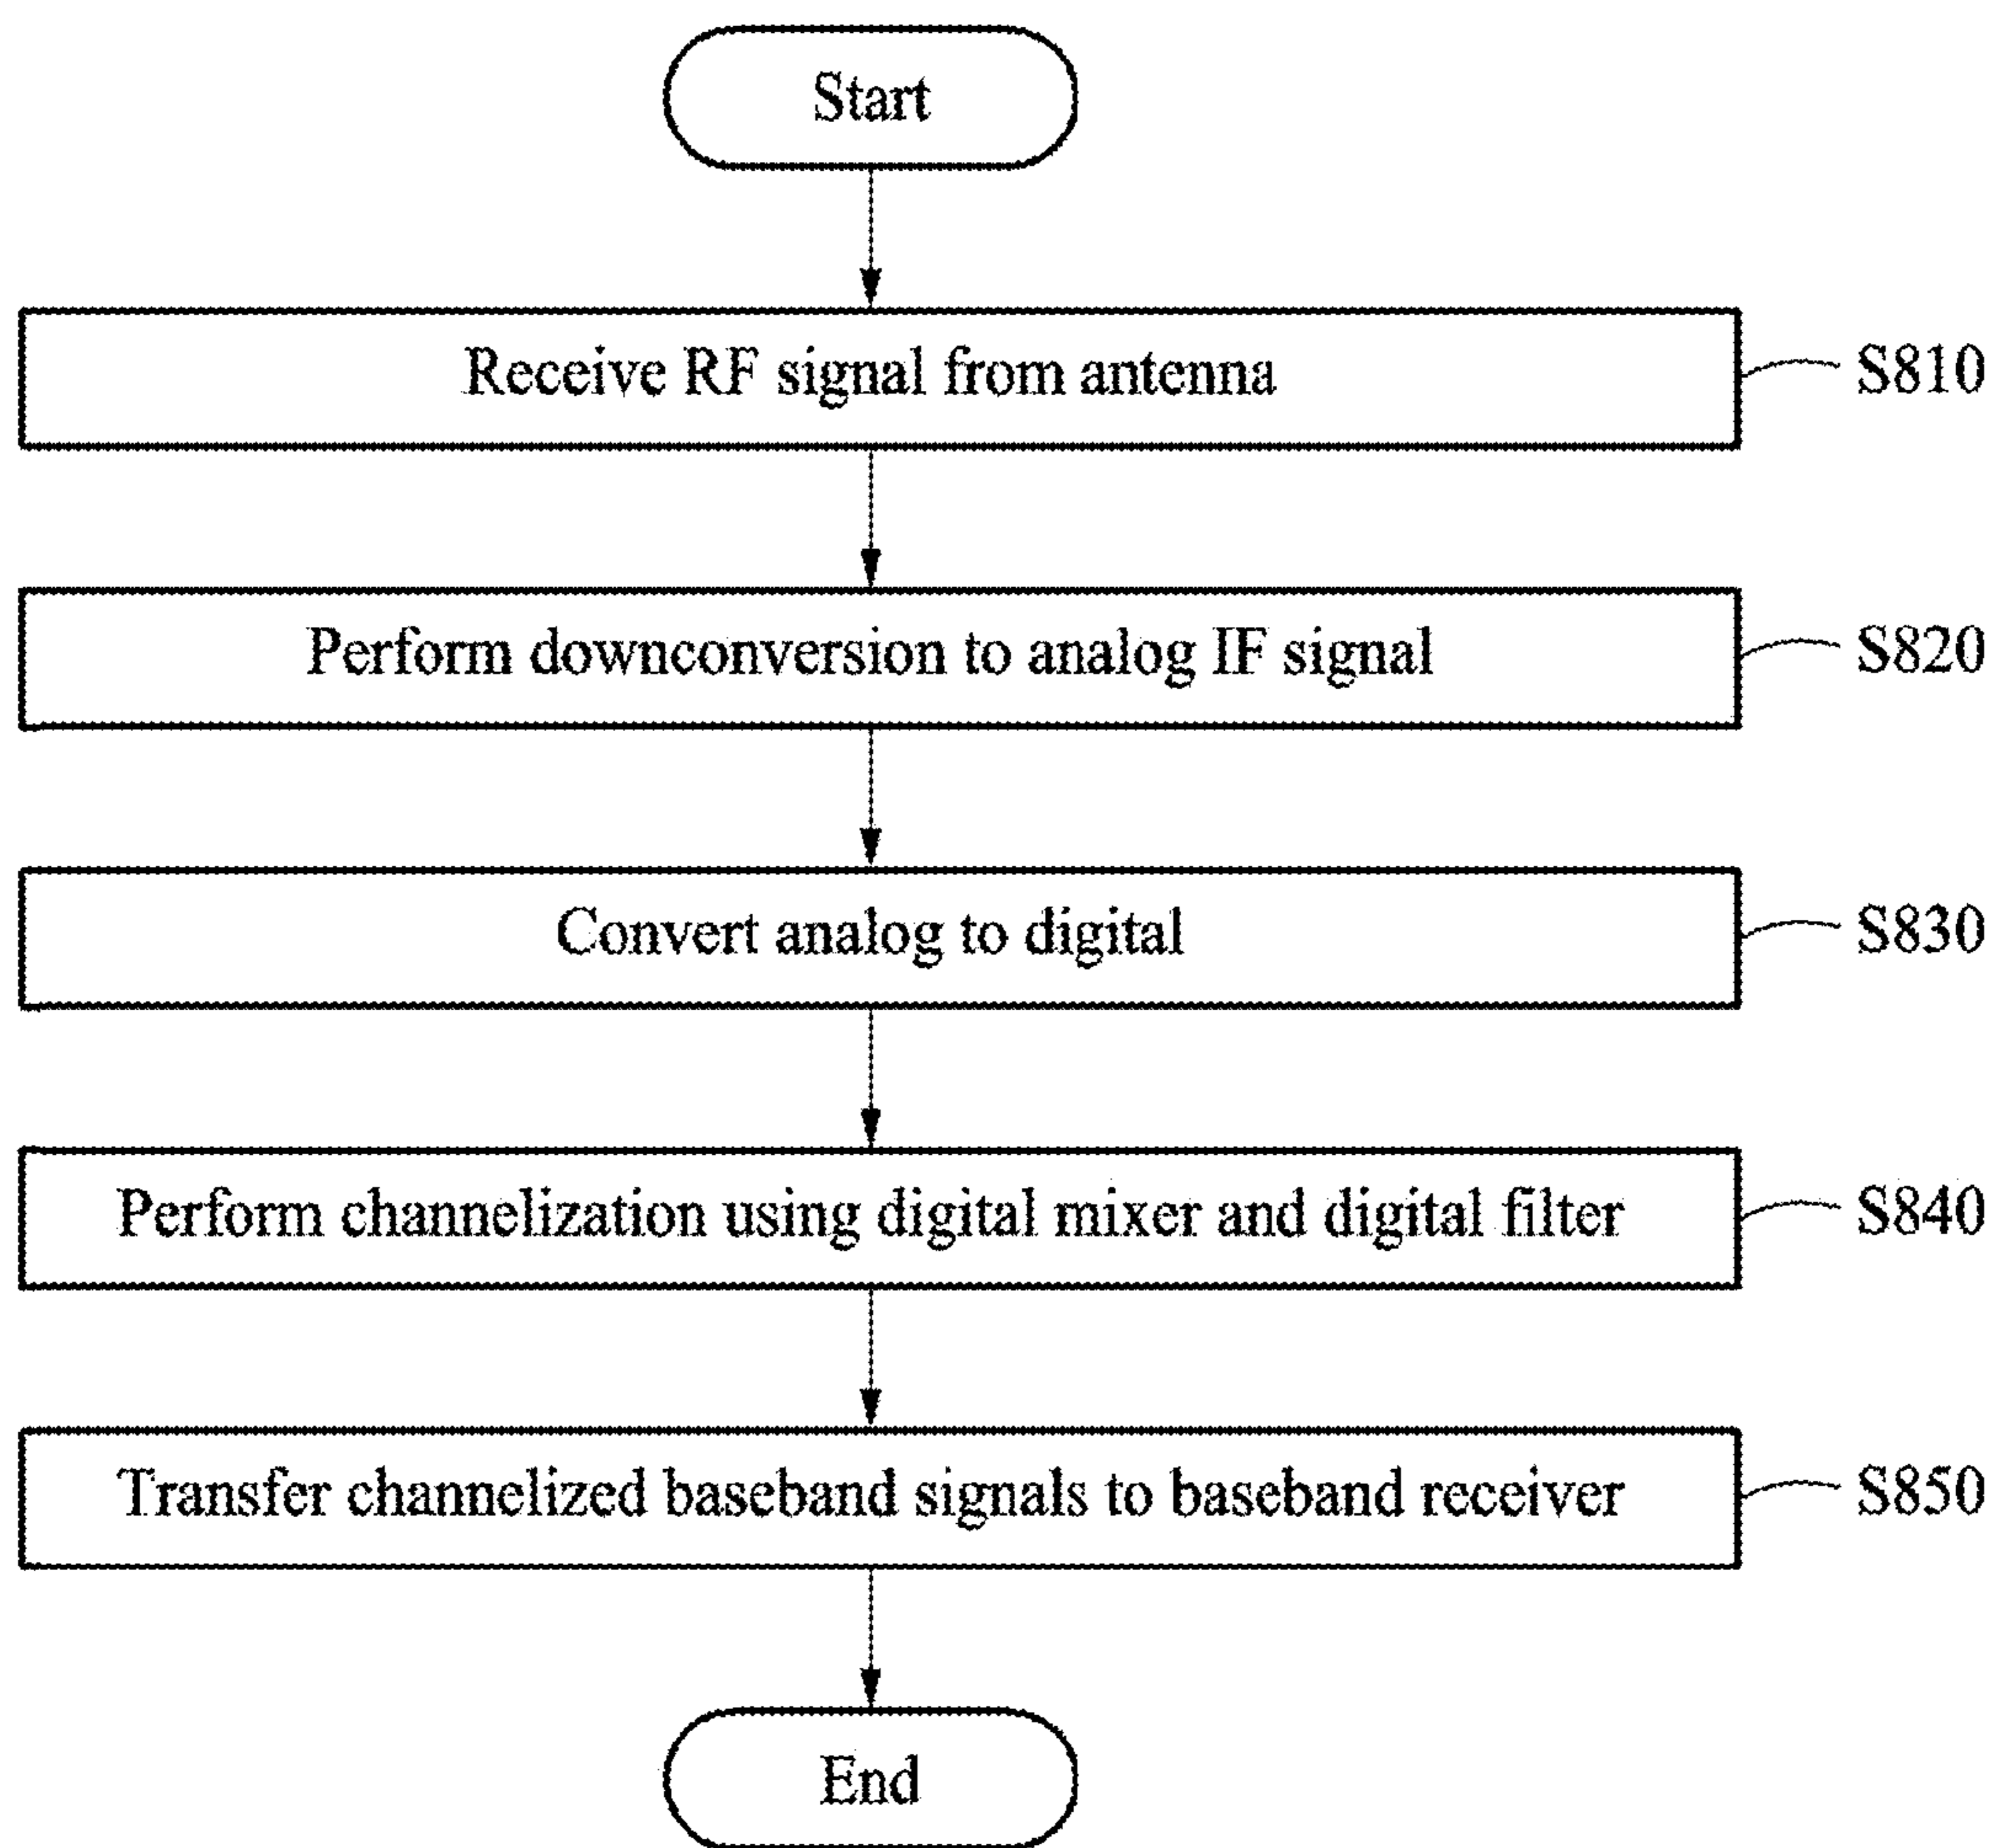 Start
Receive RF signal from antenna
S810
Perform downconversion to analog IF signal
S820
Convert analog to digital
S830
Perform channelization using digital mixer and digital filter
S840
Transfer channelized baseband signals to baseband receiver
S850
End